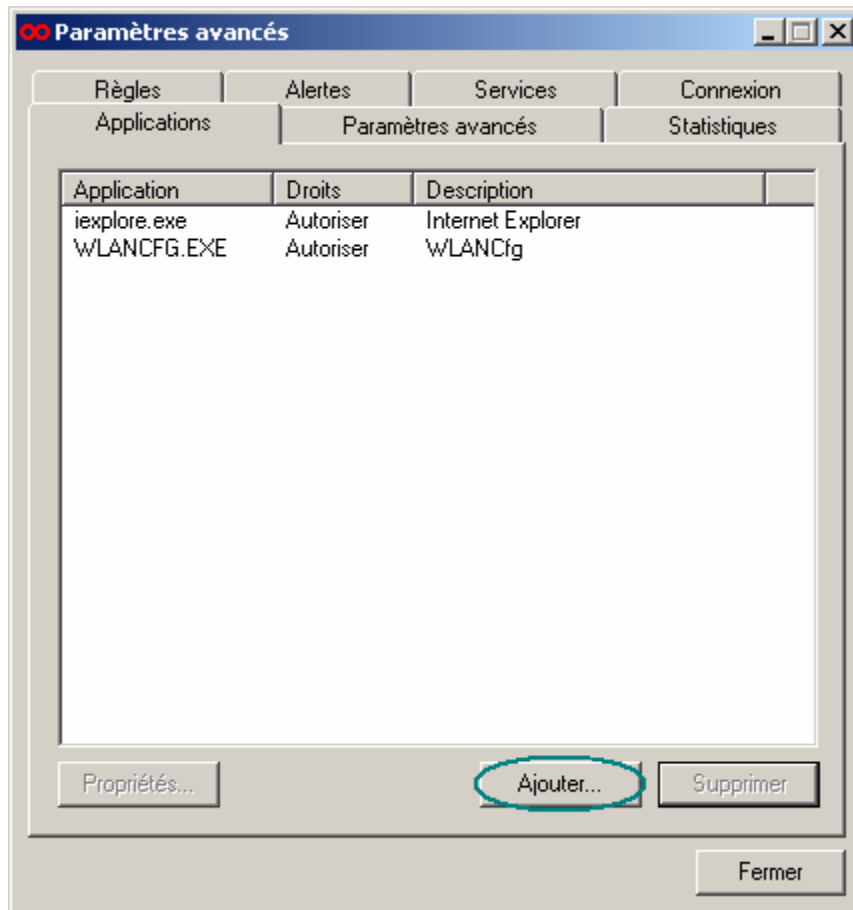 Paramètres avancés
Règles Alertes Services Connexion
Applications Paramètres avancés Statistiques
Application Droits Description
iexplore.exe Autoriser Internet Explorer
WLANCFG.EXE Autoriser WLANCfg
Propriétés... Ajouter... Supprimer
Fermer